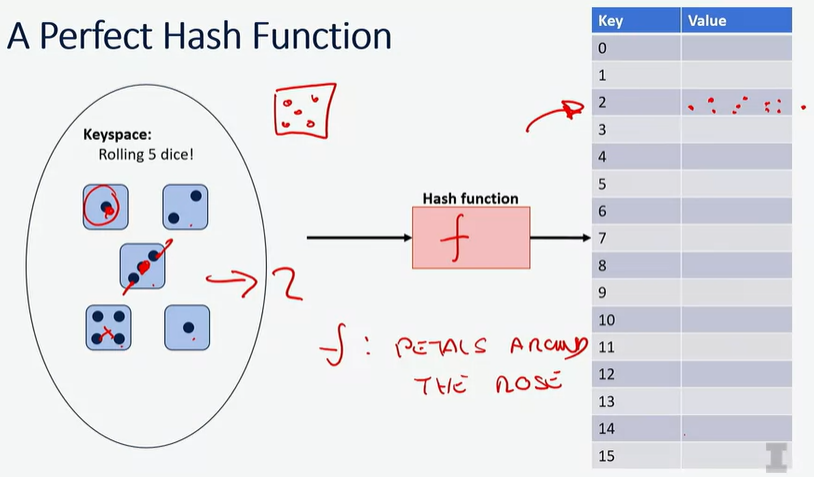 A Perfect Hash Function
Keyspace:
Rolling 5 dice!
2
Hash function
f
f : PETALS AROUND
THE ROSE
Key Value
0
1
2
3
4
5
6
7
8
9
10
11
12
13
14
15
I